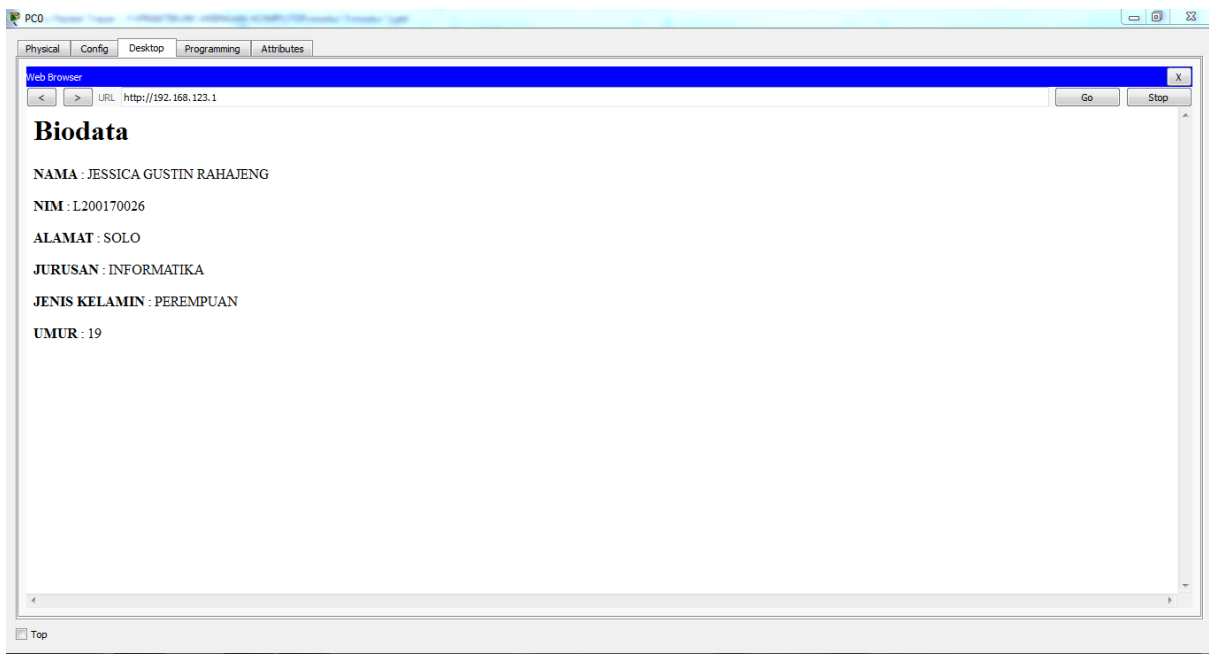 PC0
Physical Config Desktop Programming Attributes
Web Browser X
< > URL http://192.168.123.1 Go Stop
Biodata
NAMA : JESSICA GUSTIN RAHAJENG
NIM : L200170026
ALAMAT : SOLO
JURUSAN : INFORMATIKA
JENIS KELAMIN : PEREMPUAN
UMUR : 19
Top